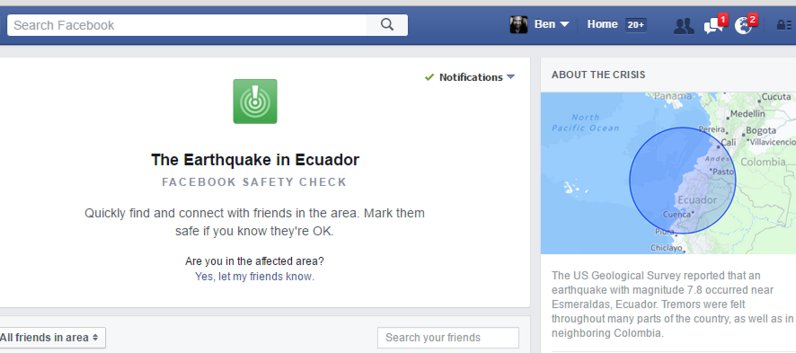 Search Facebook
Ben
Home 20+
1
2
Notifications
The Earthquake in Ecuador
FACEBOOK SAFETY CHECK
Quickly find and connect with friends in the area. Mark them
safe if you know they're OK.
Are you in the affected area?
Yes, let my friends know.
All friends in area
Search your friends
ABOUT THE CRISIS
Panama
Cucuta
Medellin
North
Pacific Ocean
Pereira
Bogota
Cali
Villavicencio
Andes
Colombia
Pasto
Ecuador
Cuenca
Piura
Chiclayo
The US Geological Survey reported that an
earthquake with magnitude 7.8 occurred near
Esmeraldas, Ecuador. Tremors were felt
throughout many parts of the country, as well as in
neighboring Colombia.